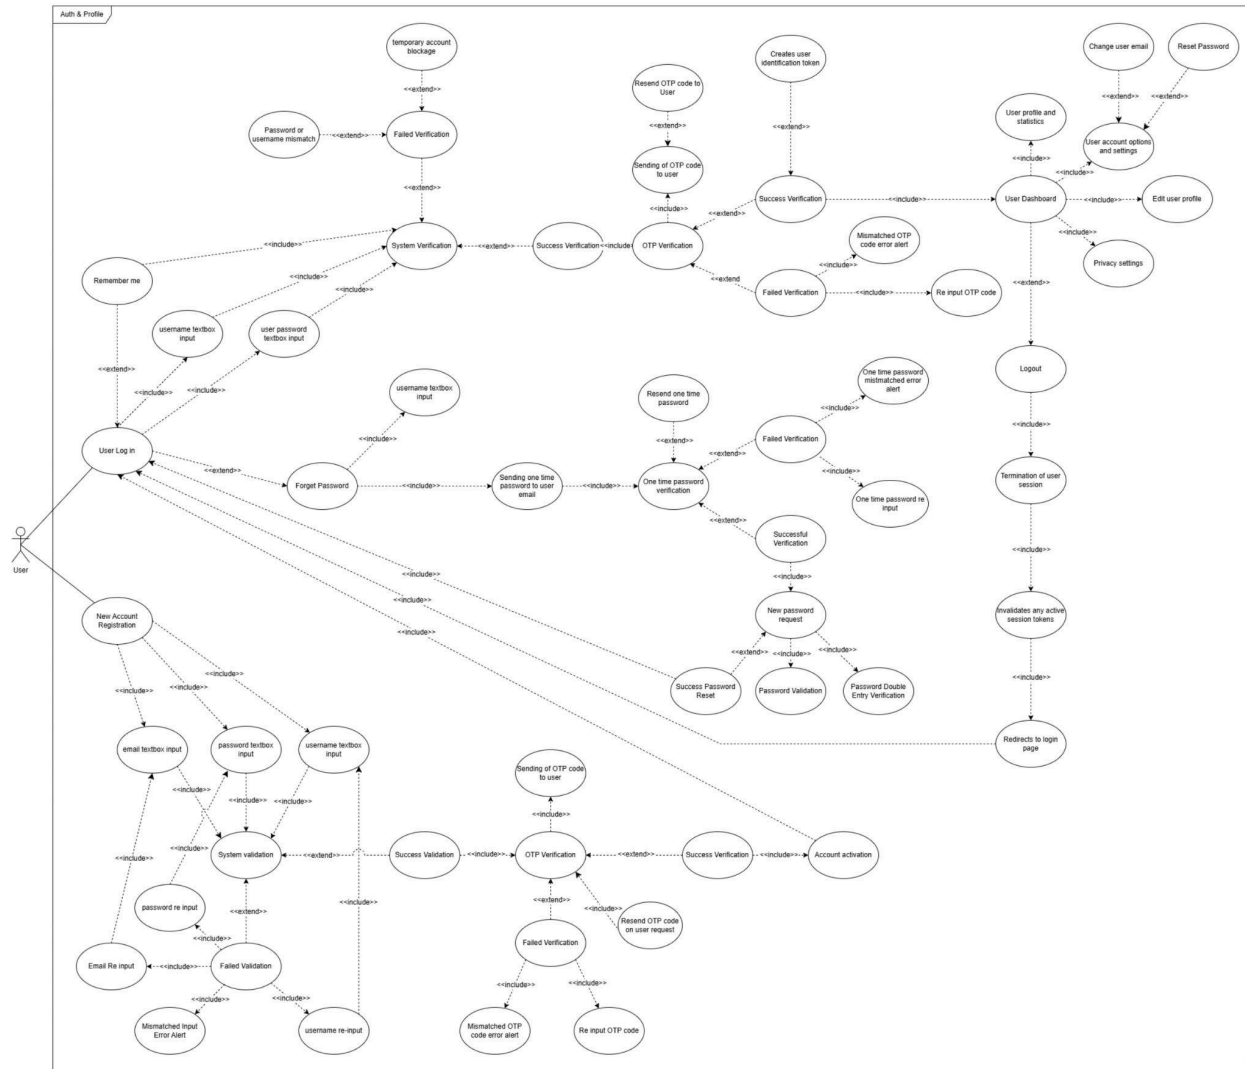 Auth & Profile
temporary account
blockage
<<extend>>
Password or
username mismatch
<<extend>>
Failed Verification
<<extend>>
System Verification
<<extend>>
Success Verification
<<include>>
OTP Verification
<<include>>
Sending of OTP code
to user
<<extend>>
Resend OTP code to
User
Creates user
identification token
<<extend>>
Success Verification
<<extend>>
<<extend
Failed Verification
<<include>>
Mismatched OTP
code error alert
<<include>>
Re input OTP code
<<include>>
User Dashboard
<<include>>
User profile and
statistics
<<include>>
User account options
and settings
<<extend>>
Change user email
<<extend>>
Reset Password
<<include>>
Edit user profile
<<include>>
Privacy settings
<<extend>>
Logout
<<include>>
Termination of user
session
<<include>>
Invalidates any active
session tokens
<<include>>
Redirects to login
page
<<include>>
Remember me
<<include>>
<<extend>>
username textbox
input
<<include>>
<<include>>
user password
textbox input
<<include>>
<<include>>
User Log in
<<extend>>
Forget Password
<<include>>
username textbox
input
<<include>>
Sending one time
password to user
email
<<include>>
One time password
verification
<<extend>>
Resend one time
password
<<extend>>
Failed Verification
<<include>>
One time password
mistmatched error
alert
<<include>>
One time password re
input
<<extend>>
Successful
Verification
<<include>>
New password
request
<<extend>>
<<include>>
<<include>>
Success Password
Reset
Password Validation
Password Double
Entry Verification
<<include>>
<<include>>
User
New Account
Registration
<<include>>
<<include>>
<<include>>
email textbox input
password textbox
input
username textbox
input
<<include>>
<<include>>
<<include>>
<<include>>
<<include>>
<<include>>
System validation
<<extend>>
Success Validation
<<include>>
OTP Verification
<<include>>
Sending of OTP code
to user
<<extend>>
Success Verification
<<include>>
Account activation
password re input
<<extend>>
<<include>>
Email Re input
<<include>>
Failed Validation
<<include>>
<<include>>
Mismatched Input
Error Alert
username re-input
<<extend>>
<<include>>
Resend OTP code
on user request
Failed Verification
<<include>>
<<include>>
Mismatched OTP
code error alert
Re input OTP code